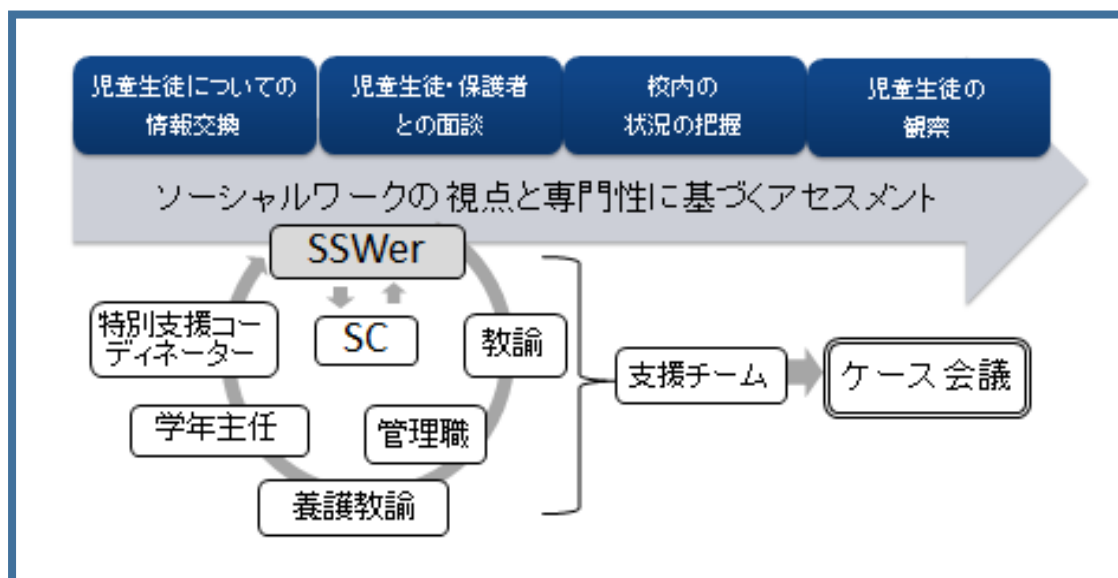 児童生徒についての
情報交換
児童生徒・保護者
との面談
校内の
状況の把握
児童生徒の
観察
ソーシャルワークの視点と専門性に基づくアセスメント
SSWer
特別支援コー
ディネーター
SC
教諭
支援チーム
ケース会議
学年主任
管理職
養護教諭